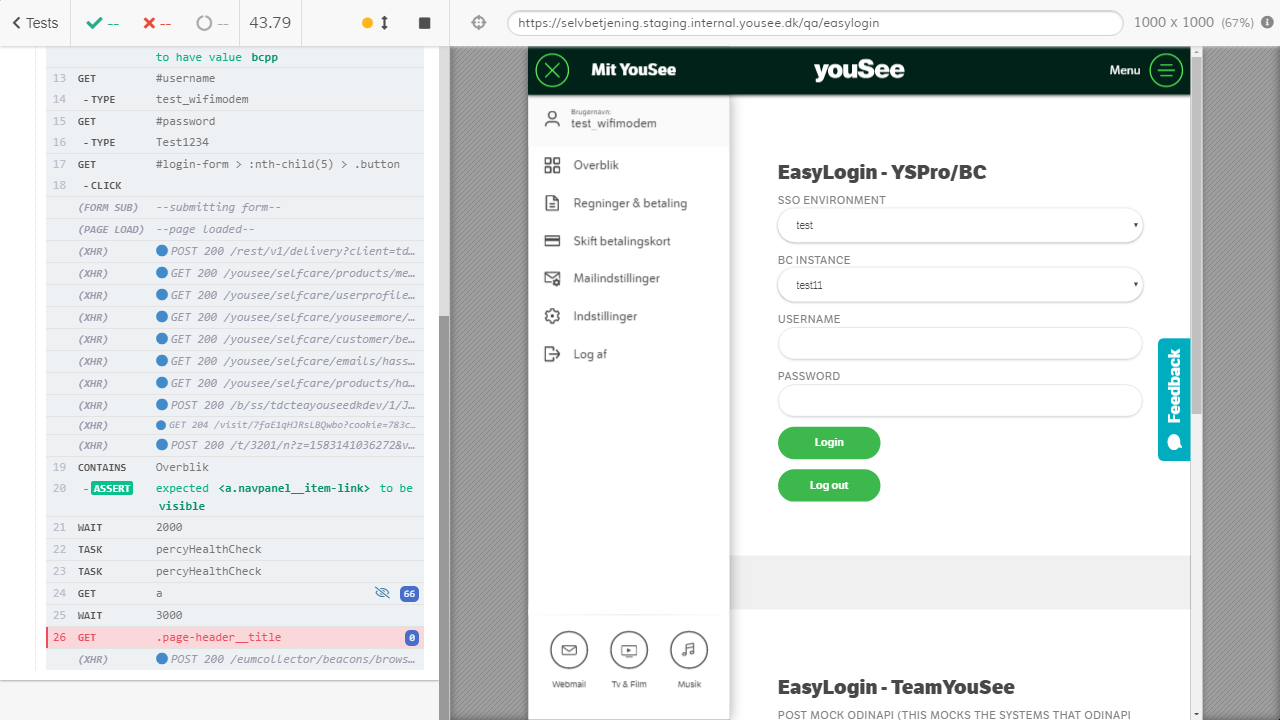 Tests
--
--
--
43.79
https://selvbetjening.staging.internal.yousee.dk/qa/easylogin
1000 x 1000 (67%)
to have value bcpp
13 GET #username
14 -TYPE test_wifimodem
15 GET #password
16 -TYPE Test1234
17 GET #login-form > :nth-child(5) > .button
18 -CLICK
(FORM SUB) --submitting form--
(PAGE LOAD) --page loaded--
(XHR) POST 200 /rest/v1/delivery?client=td…
(XHR) GET 200 /yousee/selfcare/products/me…
(XHR) GET 200 /yousee/selfcare/userprofile…
(XHR) GET 200 /yousee/selfcare/youseemore/…
(XHR) GET 200 /yousee/selfcare/customer/be…
(XHR) GET 200 /yousee/selfcare/emails/hass…
(XHR) GET 200 /yousee/selfcare/products/ha…
(XHR) POST 200 /b/ss/tdcteayouseedkdev/1/J…
(XHR) GET 204 /visit/7faE1qHJRsLBQwbo?cookie=783c…
(XHR) POST 200 /t/3201/n?z=1583141036272&v…
19 CONTAINS Overblik
20 -ASSERT expected <a.navpanel__item-link> to be
visible
21 WAIT 2000
22 TASK percyHealthCheck
23 TASK percyHealthCheck
24 GET a 66
25 WAIT 3000
26 GET .page-header__title 0
(XHR) POST 200 /eumcollector/beacons/brows…
Mit YouSee
youSee
Menu
Brugernavn:
test_wifimodem
Overblik
Regninger & betaling
Skift betalingskort
Mailindstillinger
Indstillinger
Log af
Webmail
Tv & Film
Musik
EasyLogin - YSPro/BC
SSO ENVIRONMENT
test
BC INSTANCE
test11
USERNAME
PASSWORD
Login
Log out
Feedback
EasyLogin - TeamYouSee
POST MOCK ODINAPI (THIS MOCKS THE SYSTEMS THAT ODINAPI